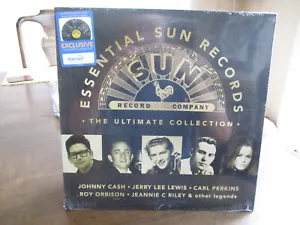 EXCLUSIVE
Walmart
ESSENTIAL SUN RECORDS
SUN
RECORD COMPANY
• THE ULTIMATE COLLECTION •
JOHNNY CASH • JERRY LEE LEWIS • CARL PERKINS
ROY ORBISON • JEANNIE C RILEY & other legends